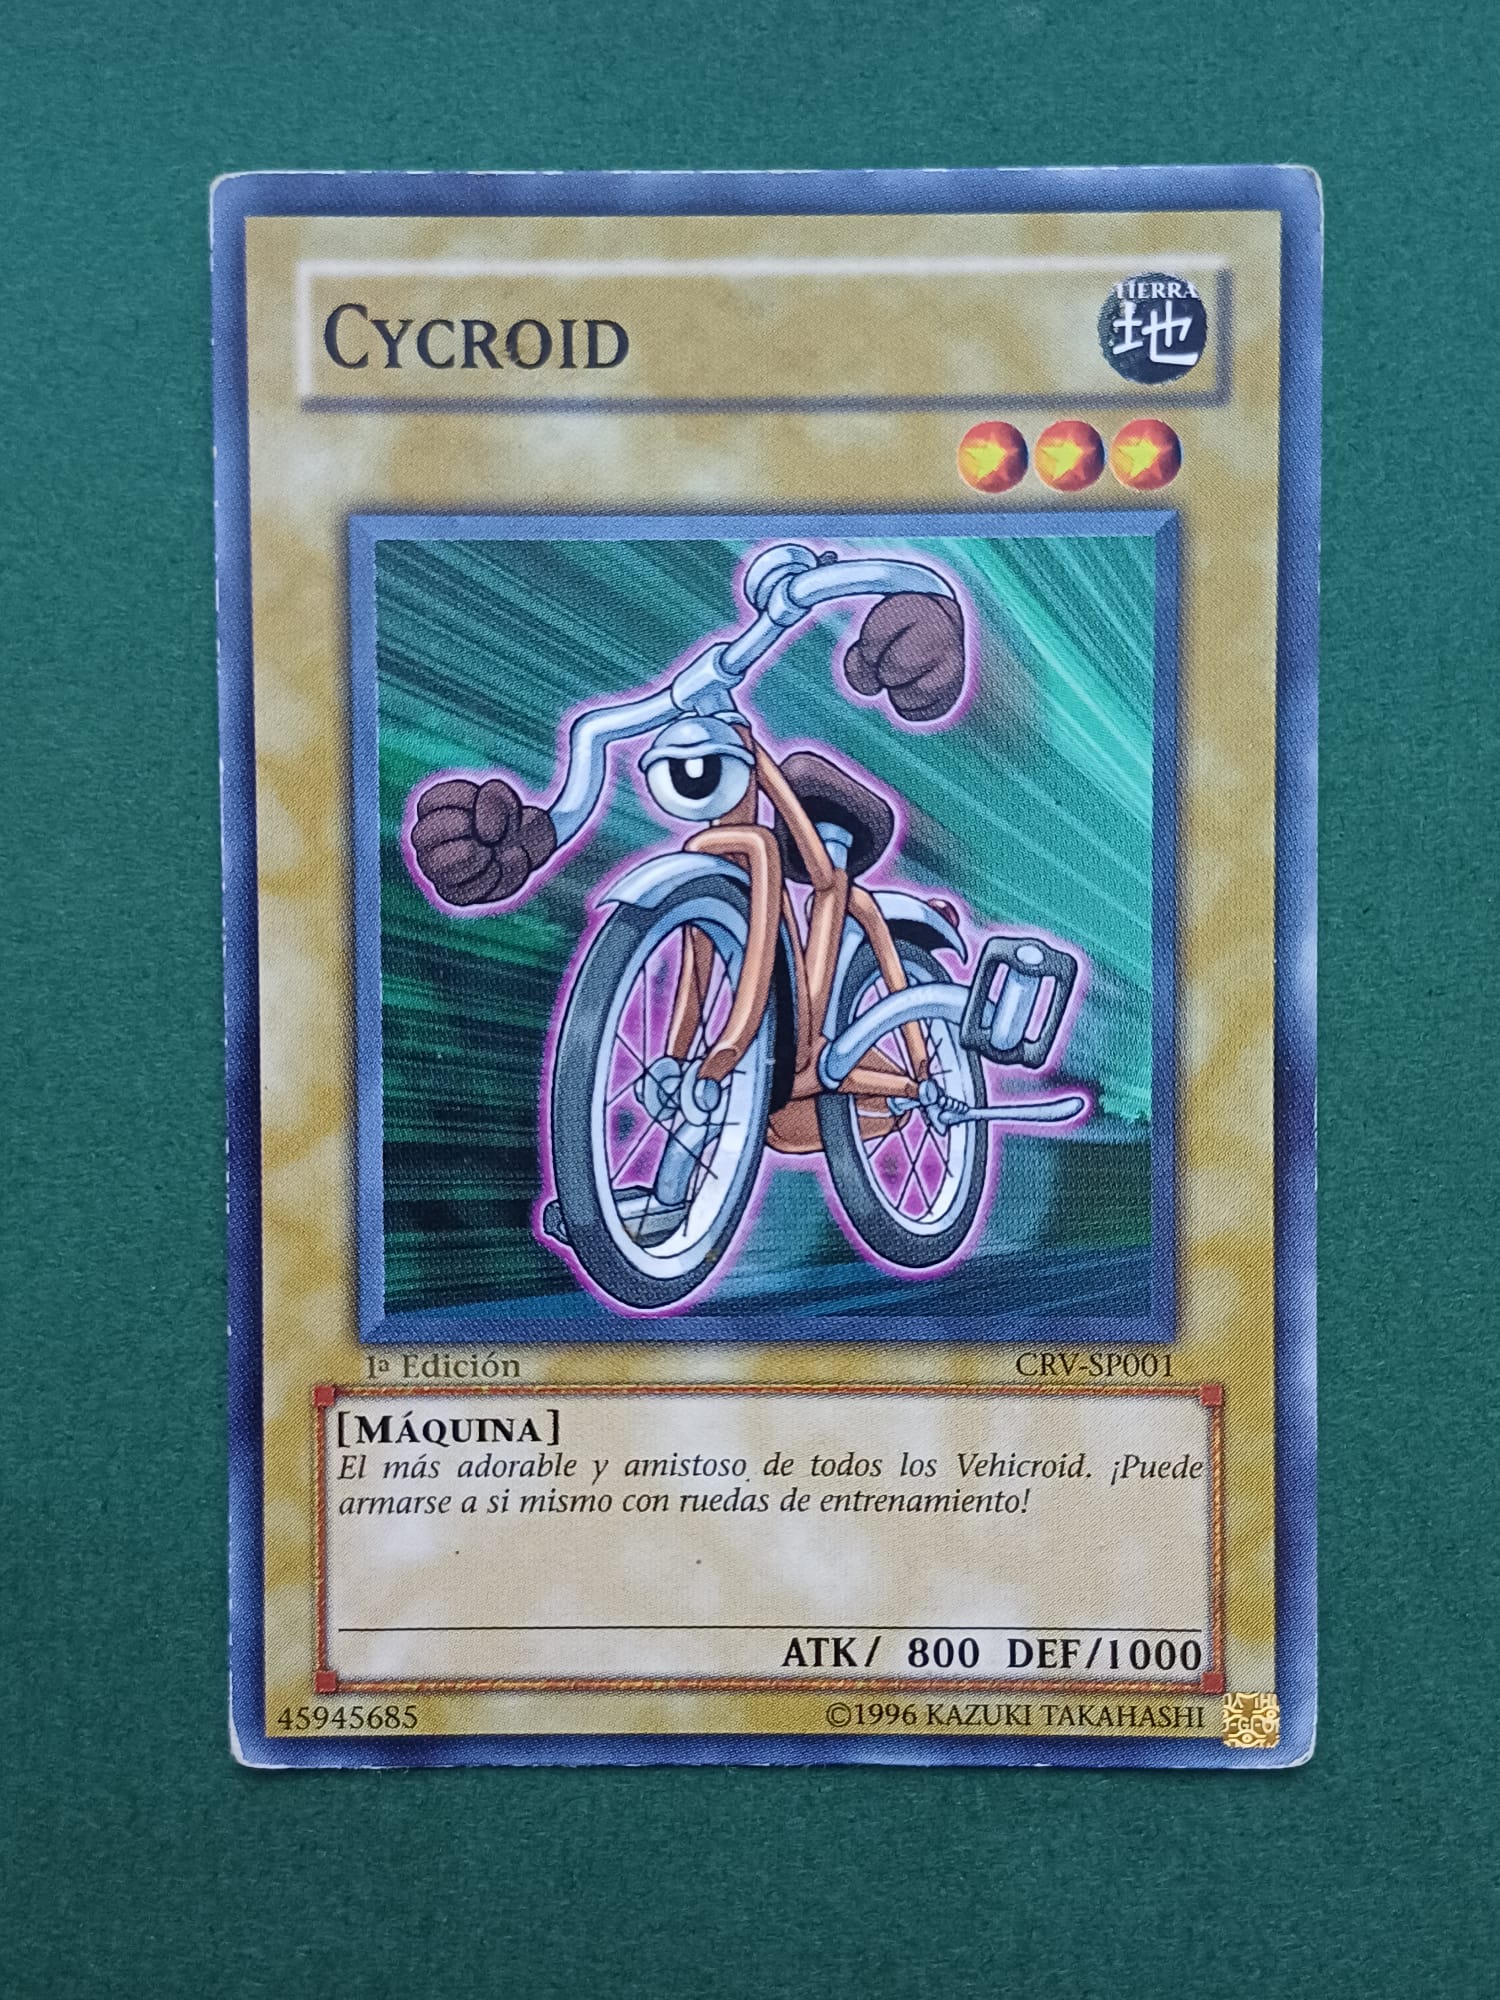 CYCROID
TIERRA
地
1ª Edición
CRV-SP001
[MÁQUINA]
El más adorable y amistoso de todos los Vehicroid. ¡Puede
armarse a si mismo con ruedas de entrenamiento!
ATK/ 800 DEF/1000
45945685
©1996 KAZUKI TAKAHASHI